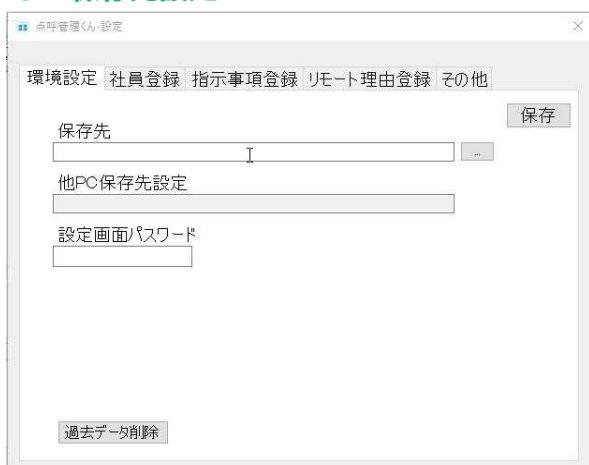 点呼管理くん-設定
環境設定 社員登録 指示事項登録 リモート理由登録 その他
保存
保存先
...
他PC保存先設定
設定画面パスワード
過去データ削除